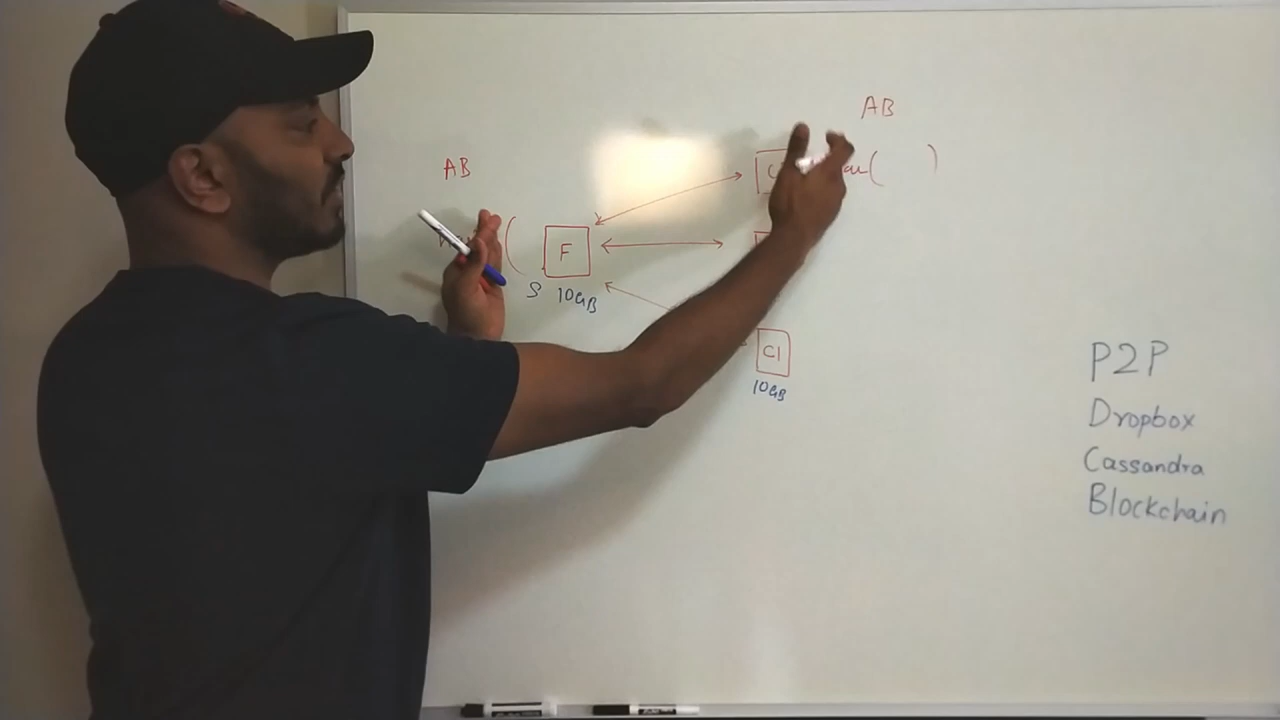 AB
AB
F
S 10GB
C1
10GB
P2P
Dropbox
Cassandra
Blockchain